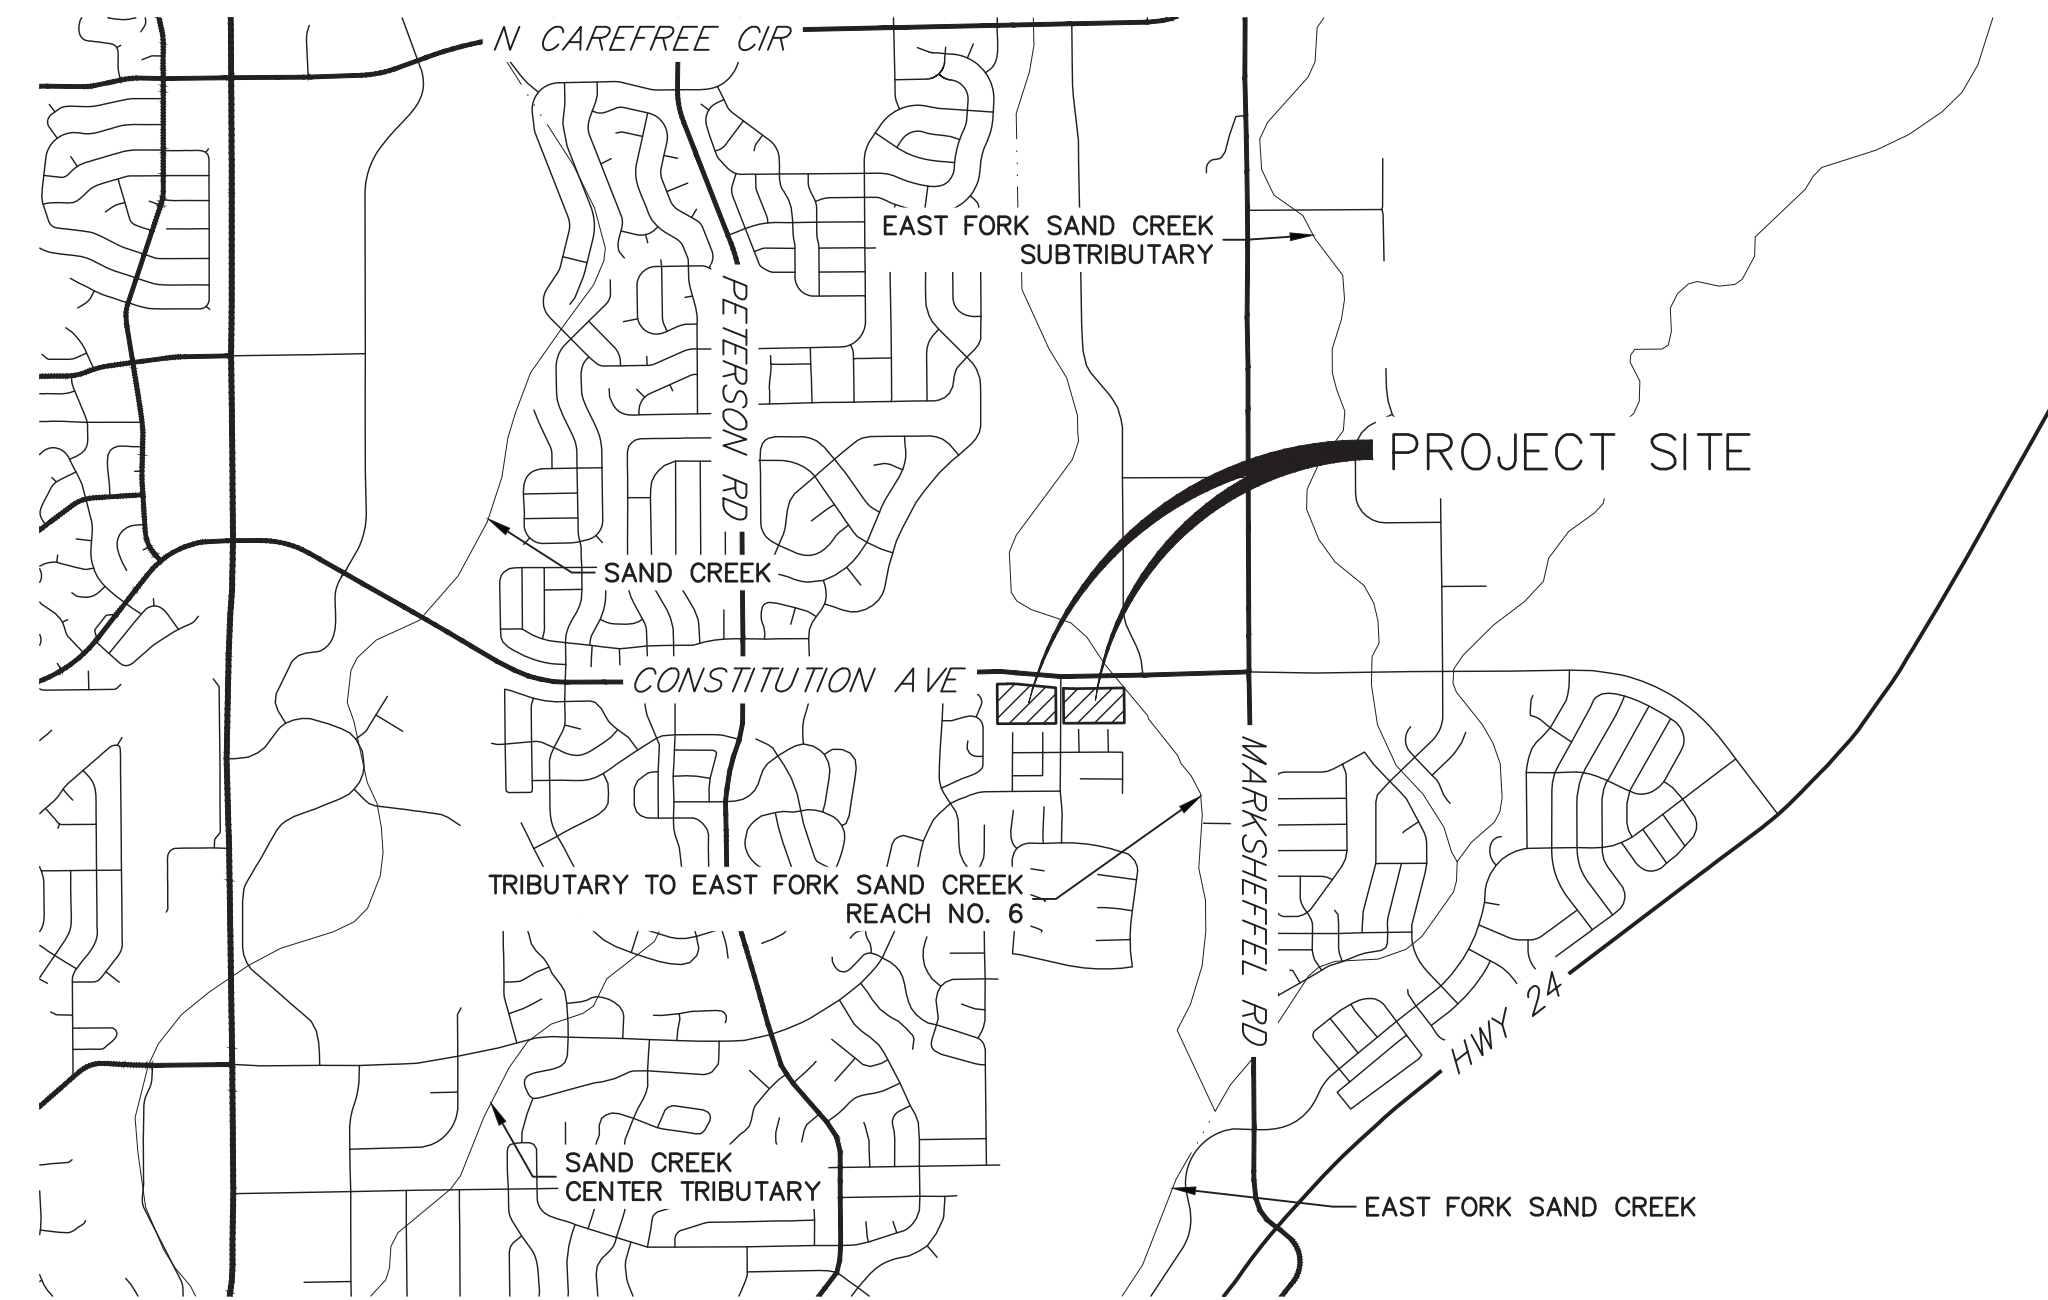 N CAREFREE CIR
EAST FORK SAND CREEK
SUBTRIBUTARY
PETERSON RD
PROJECT SITE
SAND CREEK
CONSTITUTION AVE
MARKSHEFFEL RD
TRIBUTARY TO EAST FORK SAND CREEK
REACH NO. 6
HWY 24
SAND CREEK
CENTER TRIBUTARY
EAST FORK SAND CREEK